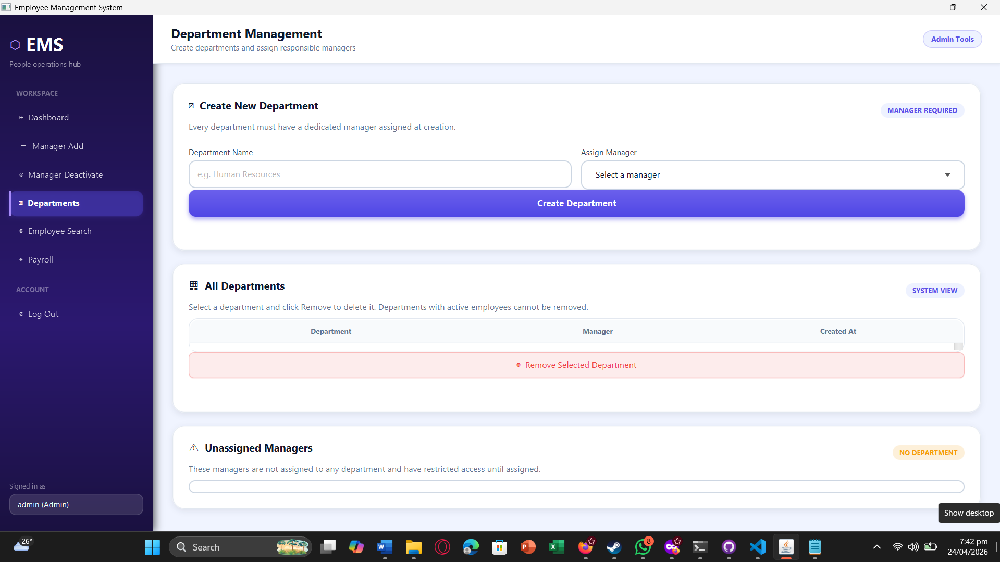 Employee Management System
EMS
People operations hub
WORKSPACE
Dashboard
+ Manager Add
Manager Deactivate
Departments
Employee Search
Payroll
ACCOUNT
Log Out
Signed in as
admin (Admin)
Department Management
Create departments and assign responsible managers
Admin Tools
Create New Department
MANAGER REQUIRED
Every department must have a dedicated manager assigned at creation.
Department Name
Assign Manager
e.g. Human Resources
Select a manager
Create Department
All Departments
SYSTEM VIEW
Select a department and click Remove to delete it. Departments with active employees cannot be removed.
Department
Manager
Created At
Remove Selected Department
Unassigned Managers
NO DEPARTMENT
These managers are not assigned to any department and have restricted access until assigned.
Show desktop
26°
Search
8
7:42 pm
24/04/2026